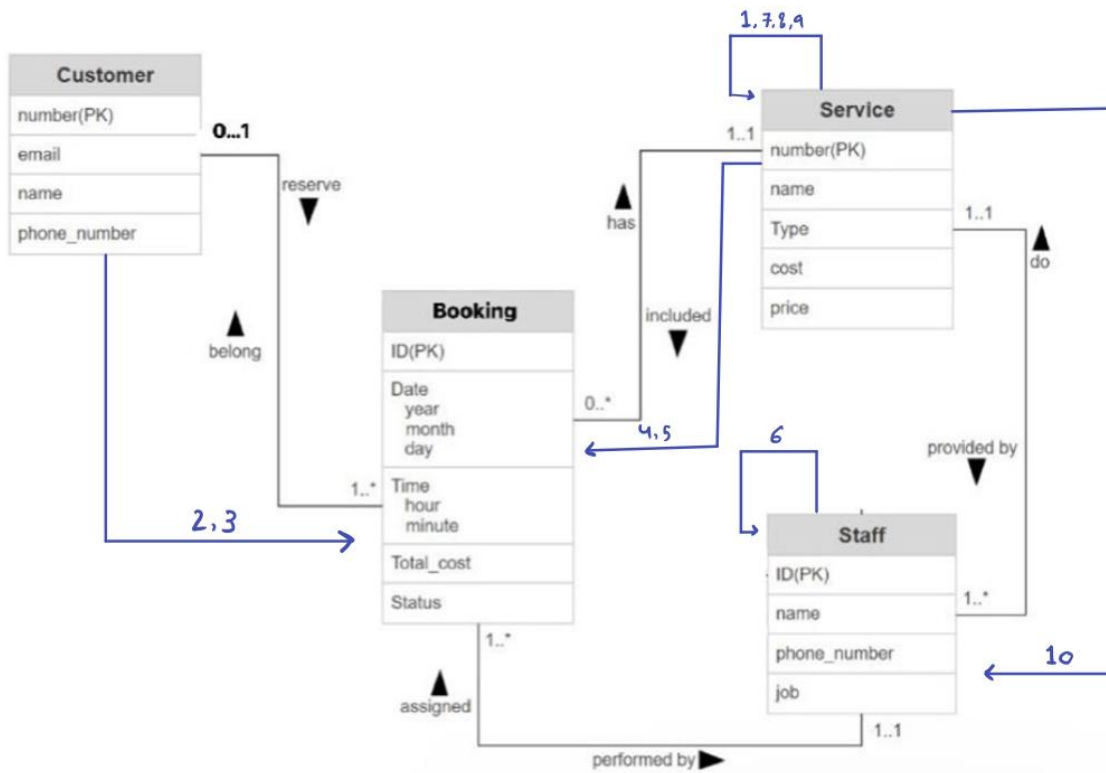 1,7,8,9
Customer
number(PK)
email
name
phone_number
0...1
reserve
belong
1..*
2,3
Booking
ID(PK)
Date
year
month
day
Time
hour
minute
Total_cost
Status
1..*
assigned
performed by
1..1
has
included
0..*
4,5
1..1
Service
number(PK)
name
Type
cost
price
1..1
do
provided by
1..*
6
Staff
ID(PK)
name
phone_number
job
10